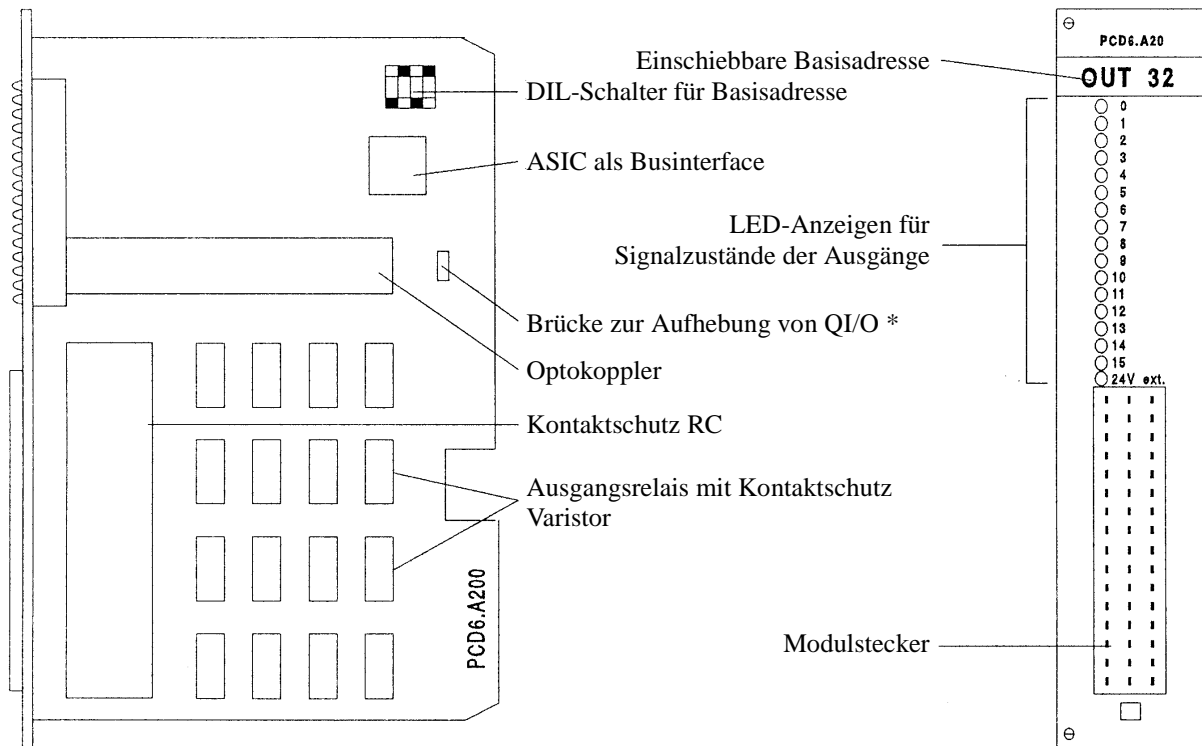 PCD6.A20
Einschiebbare Basisadresse
OUT 32
DIL-Schalter für Basisadresse
ASIC als Businterface
LED-Anzeigen für
Signalzustände der Ausgänge
0
1
2
3
4
5
6
7
8
9
10
11
12
13
14
15
24V ext.
Brücke zur Aufhebung von QI/O *
Optokoppler
Kontaktschutz RC
Ausgangsrelais mit Kontaktschutz
Varistor
PCD6.A200
Modulstecker